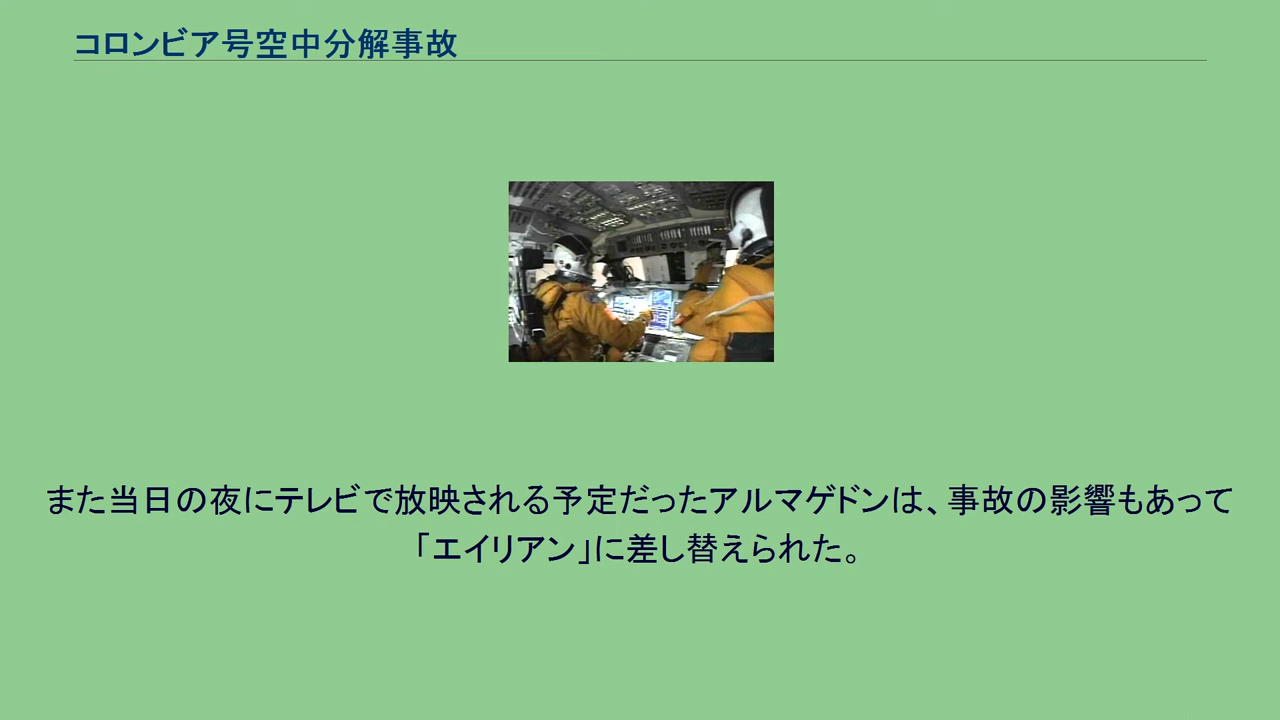 コロンビア号空中分解事故
また当日の夜にテレビで放映される予定だったアルマゲドンは、事故の影響もあって
「エイリアン」に差し替えられた。